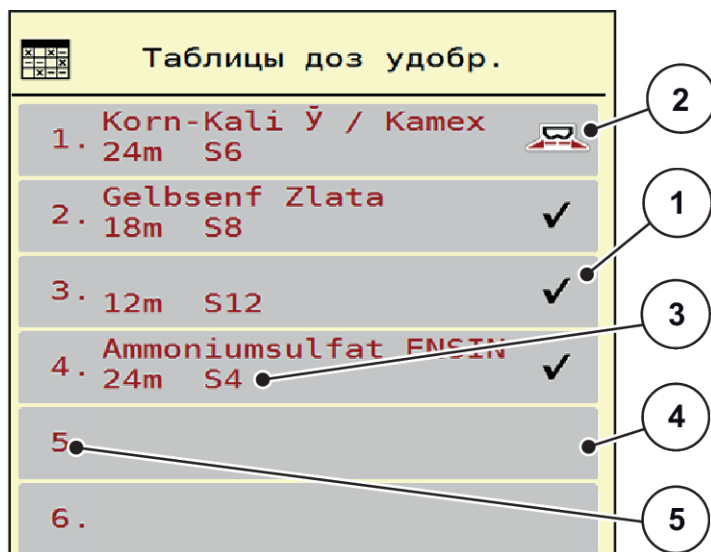 Таблицы доз удобр.
1. Korn-Kali Ў / Kamex
24m S6
2. Gelbsenf Zlata
18m S8
3.
12m S12
4. Ammoniumsulfat ENSIN
24m S4
5
6.
2
1
3
4
5